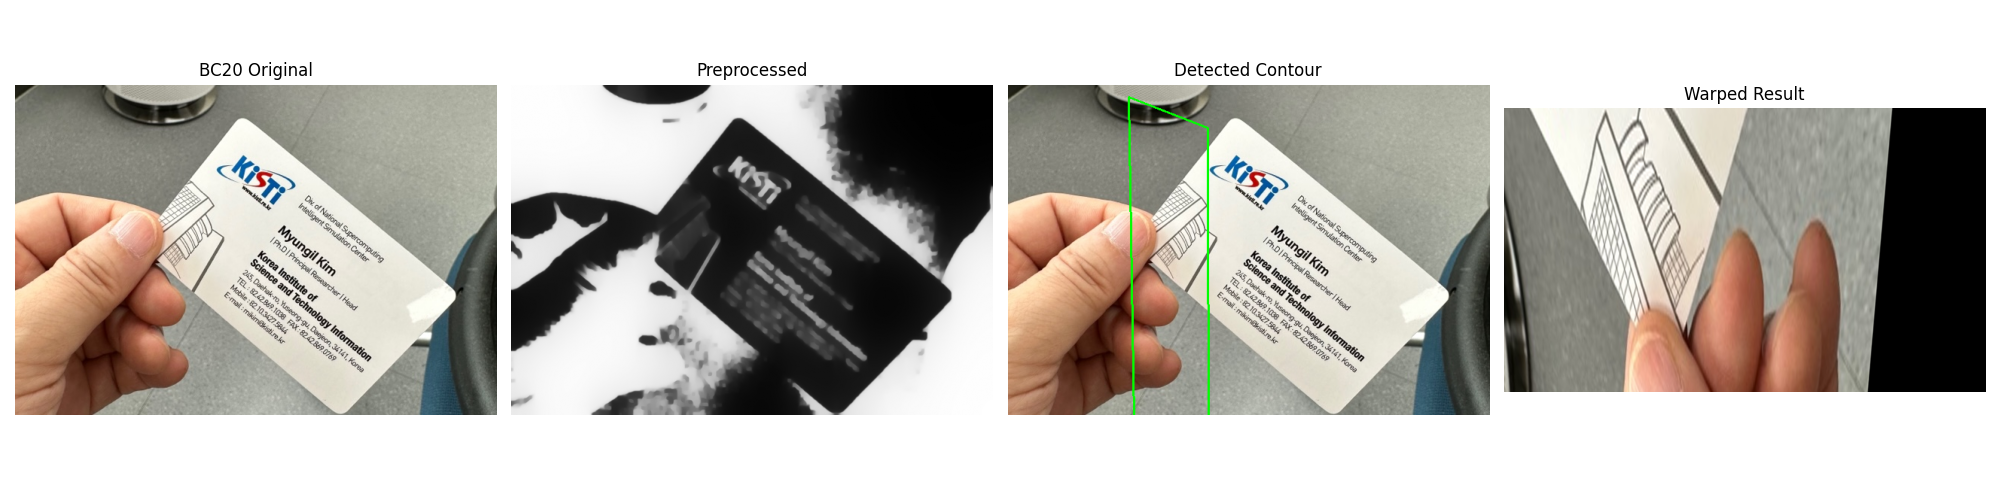 BC20 Original
Preprocessed
Detected Contour
Warped Result
KiSTi
www.kisti.re.kr
Div. of National Supercomputing
Intelligent Simulation Center
Myungil Kim
| Ph.D | Principal Researcher | Head
Korea Institute of
Science and Technology Information
245, Daehak-ro, Yuseong-gu, Daejeon, 34141, Korea
TEL : 82.42.869.1038 FAX : 82.42.869.0769
Mobile : 82.10.3427.5844
E-mail : mikim@kisti.re.kr
KiSTi
KiSTi
www.kisti.re.kr
Div. of National Supercomputing
Intelligent Simulation Center
Myungil Kim
| Ph.D | Principal Researcher | Head
Korea Institute of
Science and Technology Information
245, Daehak-ro, Yuseong-gu, Daejeon, 34141, Korea
TEL : 82.42.869.1038 FAX : 82.42.869.0769
Mobile : 82.10.3427.5844
E-mail : mikim@kisti.re.kr